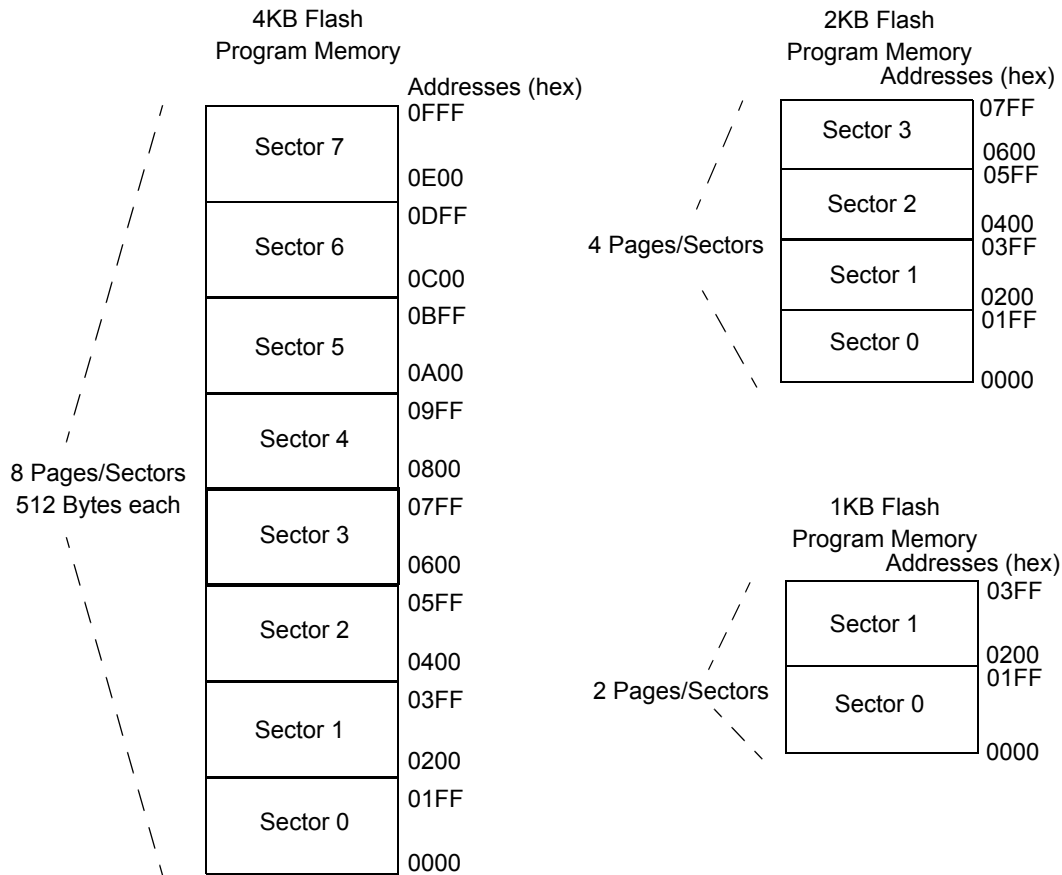 4KB Flash
Program Memory
Addresses (hex)
0FFF
Sector 7
0E00
0DFF
Sector 6
0C00
0BFF
Sector 5
0A00
09FF
Sector 4
0800
8 Pages/Sectors
512 Bytes each
07FF
Sector 3
0600
05FF
Sector 2
0400
03FF
Sector 1
0200
01FF
Sector 0
0000
2KB Flash
Program Memory
Addresses (hex)
07FF
Sector 3
0600
05FF
Sector 2
0400
4 Pages/Sectors
03FF
Sector 1
0200
01FF
Sector 0
0000
1KB Flash
Program Memory
Addresses (hex)
03FF
Sector 1
0200
01FF
2 Pages/Sectors
Sector 0
0000